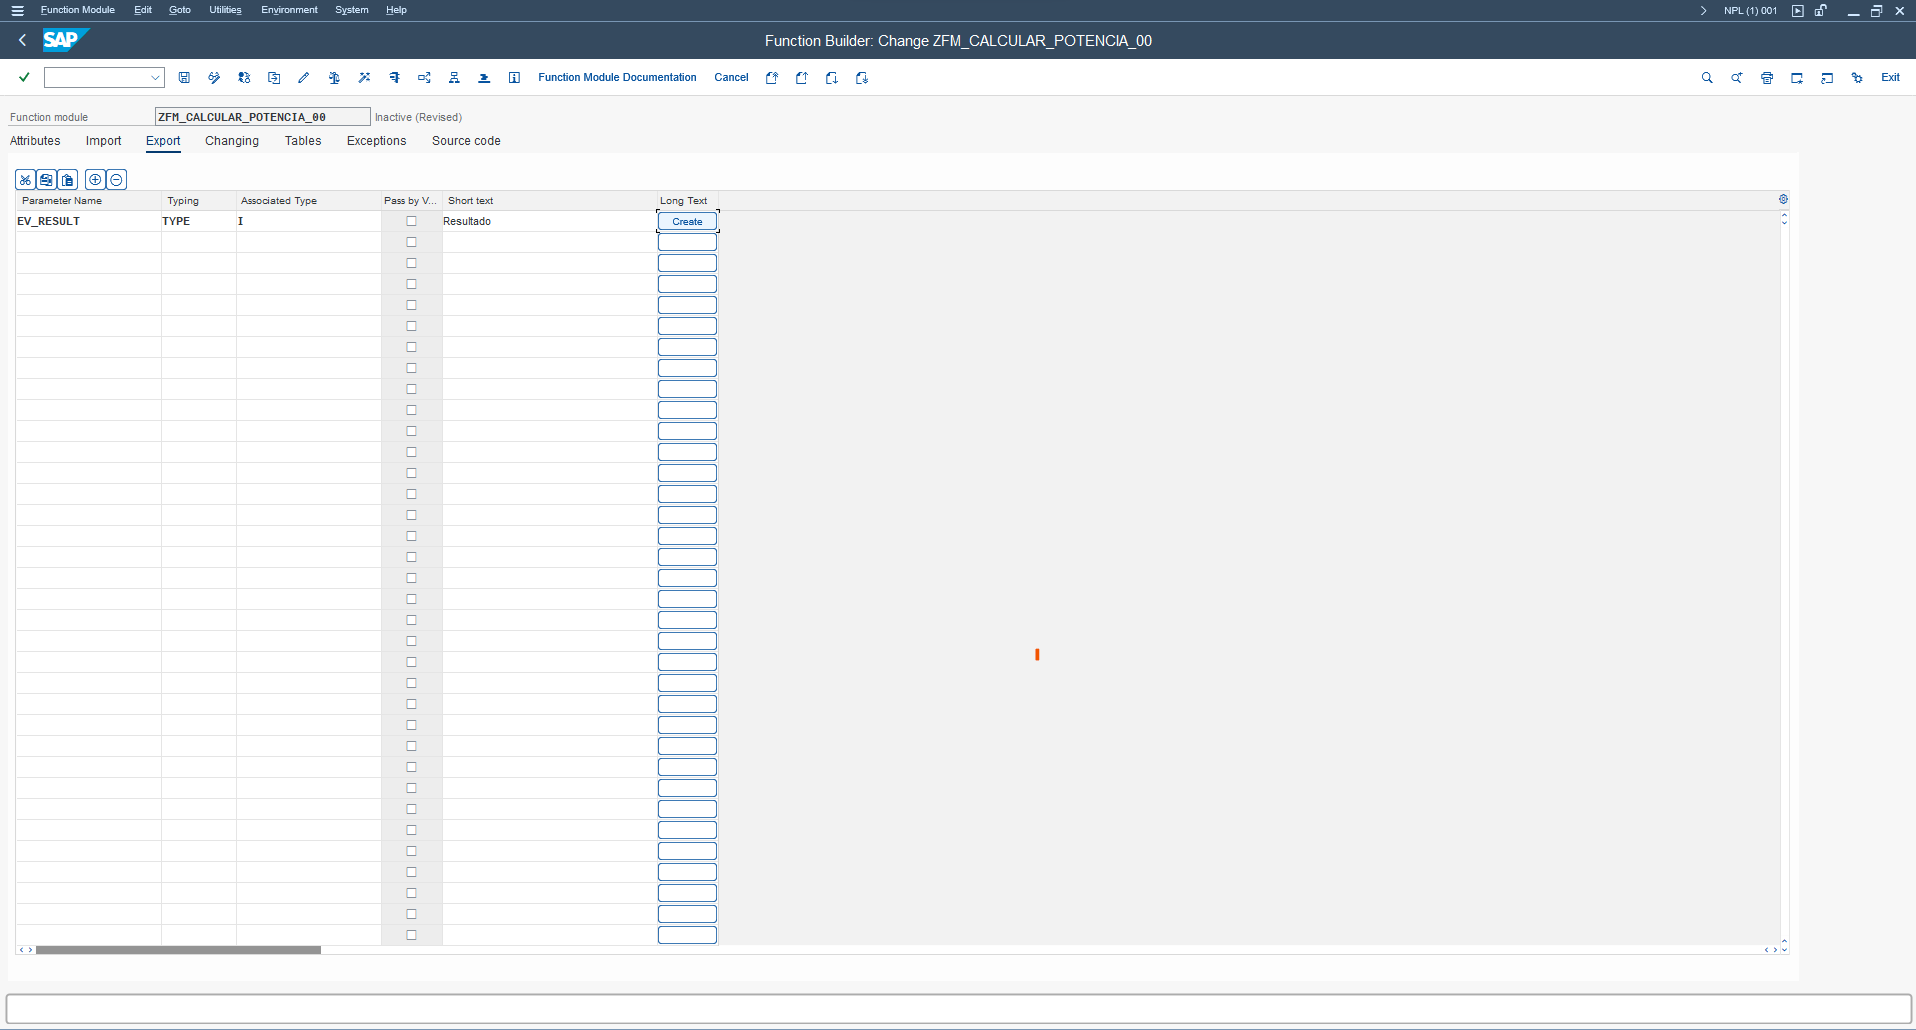 Function Module Edit Goto Utilities Environment System Help NPL (1) 001
SAP Function Builder: Change ZFM_CALCULAR_POTENCIA_00
Function Module Documentation Cancel Exit
Function module ZFM_CALCULAR_POTENCIA_00 Inactive (Revised)
Attributes Import Export Changing Tables Exceptions Source code
Parameter Name Typing Associated Type Pass by V... Short text Long Text
EV_RESULT TYPE I Resultado Create